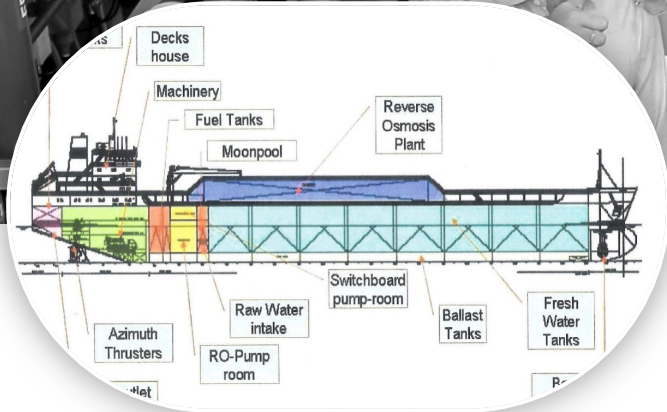 Decks
house
Machinery
Fuel Tanks
Moonpool
Reverse
Osmosis
Plant
Switchboard
pump-room
Raw Water
intake
RO-Pump
room
Azimuth
Thrusters
Ballast
Tanks
Fresh
Water
Tanks